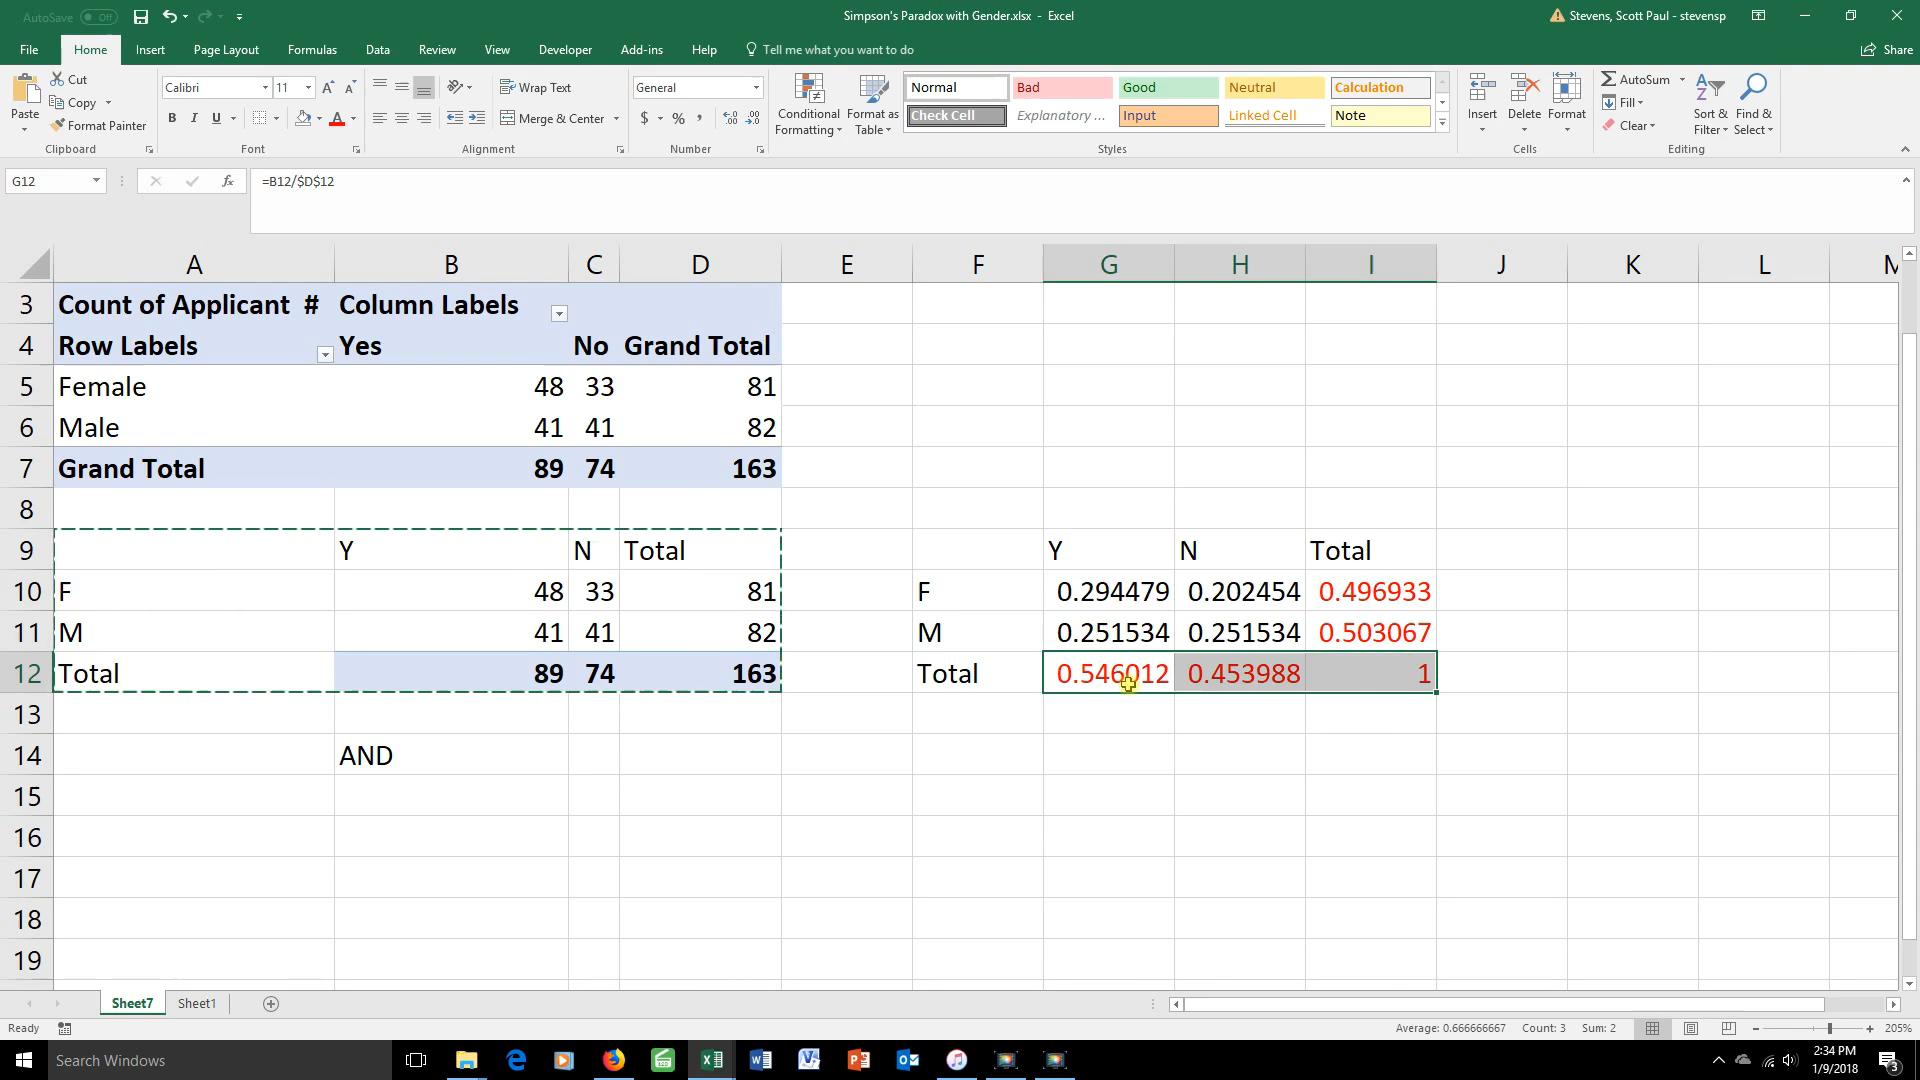 AutoSave Off
Simpson's Paradox with Gender.xlsx - Excel
Stevens, Scott Paul - stevensp
File Home Insert Page Layout Formulas Data Review View Developer Add-ins Help Tell me what you want to do Share
Paste
Cut
Copy
Format Painter
Clipboard
Calibri 11
B I U
Font
Wrap Text
Merge & Center
Alignment
General
$ % ,
Number
Conditional Formatting
Format as Table
Normal Bad Good Neutral Calculation
Check Cell Explanatory ... Input Linked Cell Note
Styles
Insert Delete Format
Cells
AutoSum
Fill
Clear
Sort & Filter
Find & Select
Editing
G12 fx =B12/$D$12
A B C D E F G H I J K L M
3 Count of Applicant # Column Labels
4 Row Labels Yes No Grand Total
5 Female 48 33 81
6 Male 41 41 82
7 Grand Total 89 74 163
8
9 Y N Total Y N Total
10 F 48 33 81 F 0.294479 0.202454 0.496933
11 M 41 41 82 M 0.251534 0.251534 0.503067
12 Total 89 74 163 Total 0.546012 0.453988 1
13
14 AND
15
16
17
18
19
Sheet7 Sheet1
Ready Average: 0.666666667 Count: 3 Sum: 2 205%
Search Windows
2:34 PM
1/9/2018
3